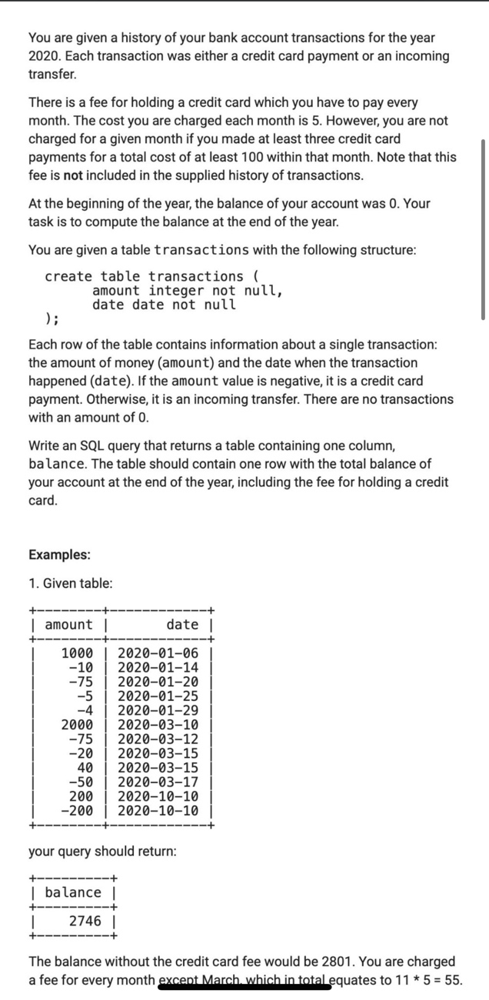 You are given a history of your bank account transactions for the year
2020. Each transaction was either a credit card payment or an incoming
transfer.
There is a fee for holding a credit card which you have to pay every
month. The cost you are charged each month is 5. However, you are not
charged for a given month if you made at least three credit card
payments for a total cost of at least 100 within that month. Note that this
fee is not included in the supplied history of transactions.
At the beginning of the year, the balance of your account was 0. Your
task is to compute the balance at the end of the year.
You are given a table transactions with the following structure:
create table transactions (
amount integer not null,
date date not null
);
Each row of the table contains information about a single transaction:
the amount of money (amount) and the date when the transaction
happened (date). If the amount value is negative, it is a credit card
payment. Otherwise, it is an incoming transfer. There are no transactions
with an amount of 0.
Write an SQL query that returns a table containing one column,
balance. The table should contain one row with the total balance of
your account at the end of the year, including the fee for holding a credit
card.
Examples:
1. Given table:
+--------+------------+
| amount | date |
+--------+------------+
| 1000 | 2020-01-06 |
| -10 | 2020-01-14 |
| -75 | 2020-01-20 |
| -5 | 2020-01-25 |
| -4 | 2020-01-29 |
| 2000 | 2020-03-10 |
| -75 | 2020-03-12 |
| -20 | 2020-03-15 |
| 40 | 2020-03-15 |
| -50 | 2020-03-17 |
| 200 | 2020-10-10 |
| -200 | 2020-10-10 |
+--------+------------+
your query should return:
+---------+
| balance |
+---------+
| 2746 |
+---------+
The balance without the credit card fee would be 2801. You are charged
a fee for every month except March, which in total equates to 11 * 5 = 55.